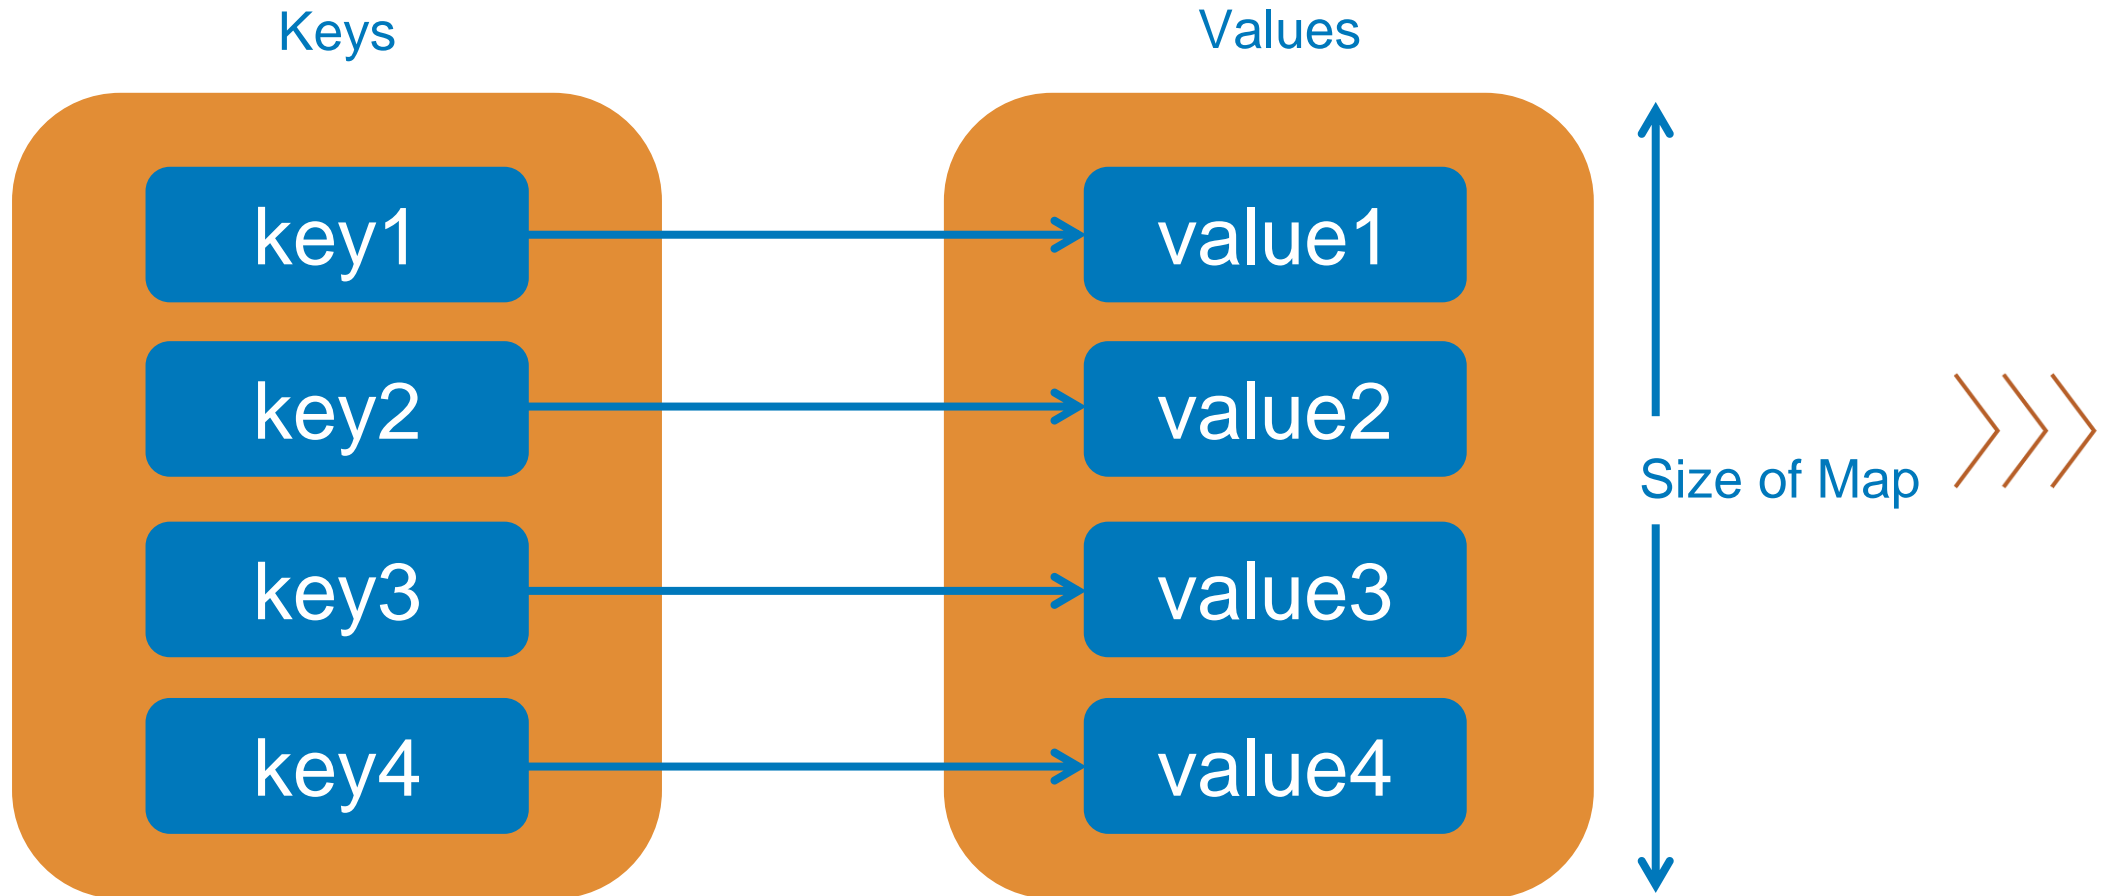 Keys
Values
key1
value1
key2
value2
Size of Map
key3
value3
key4
value4